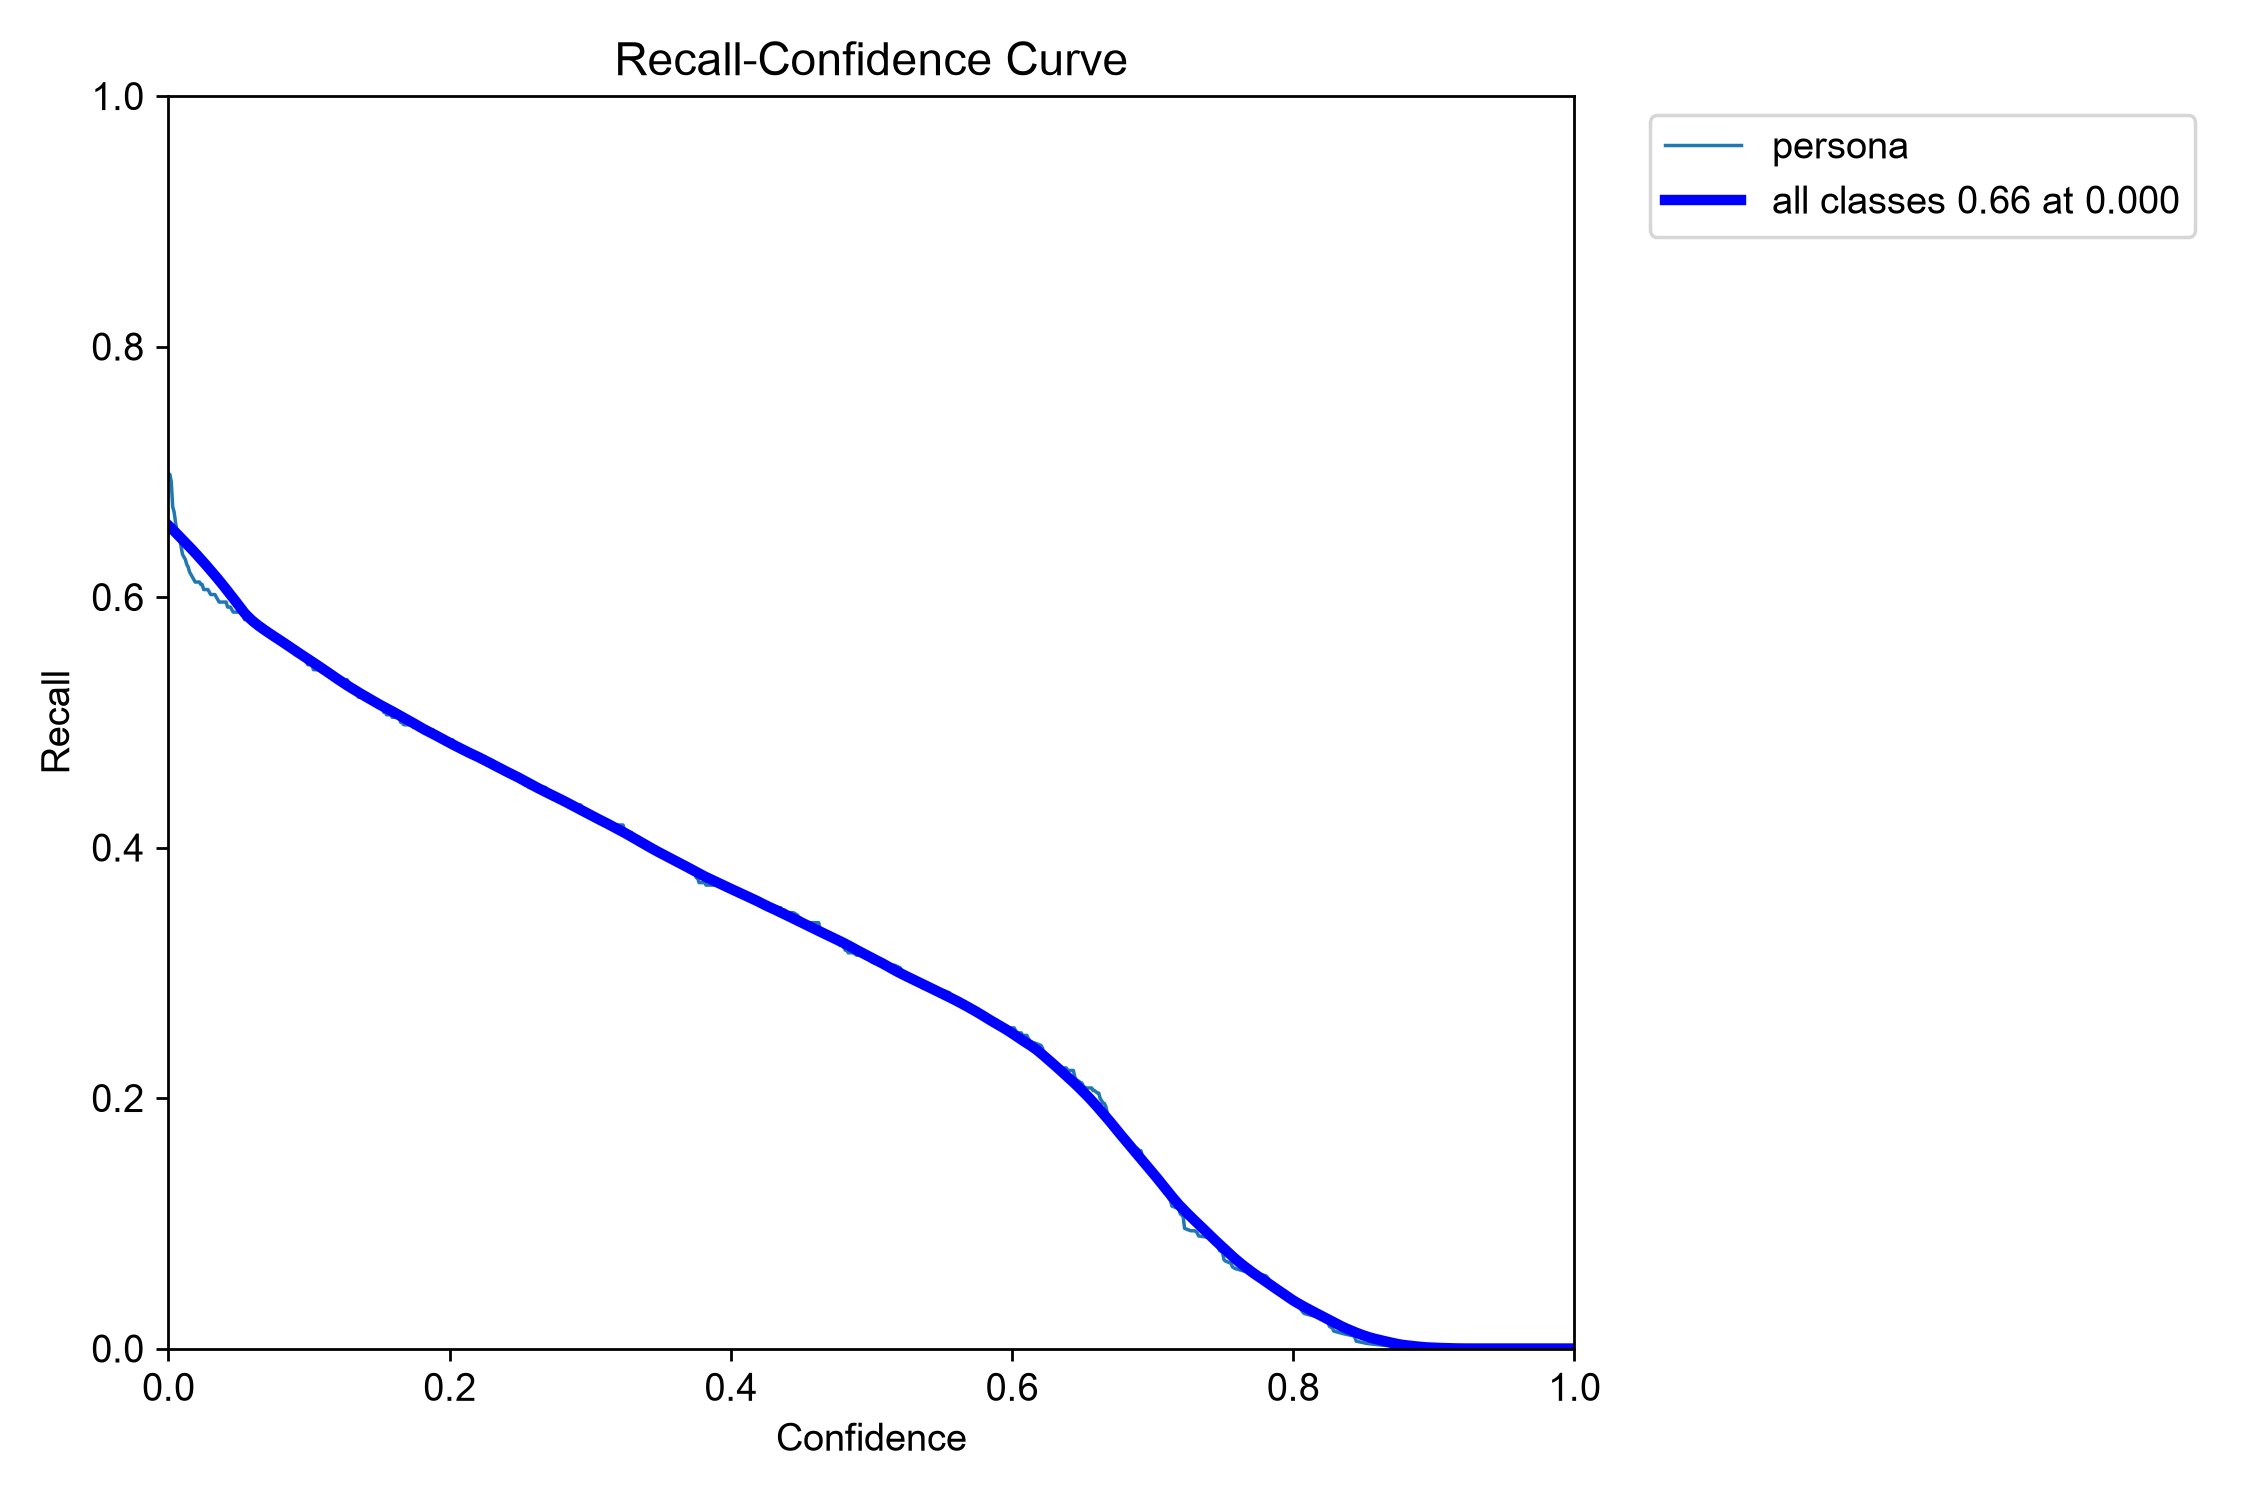 Recall-Confidence Curve
1.0
0.8
0.6
0.4
0.2
0.0
Recall
0.0 0.2 0.4 0.6 0.8 1.0
Confidence
persona
all classes 0.66 at 0.000